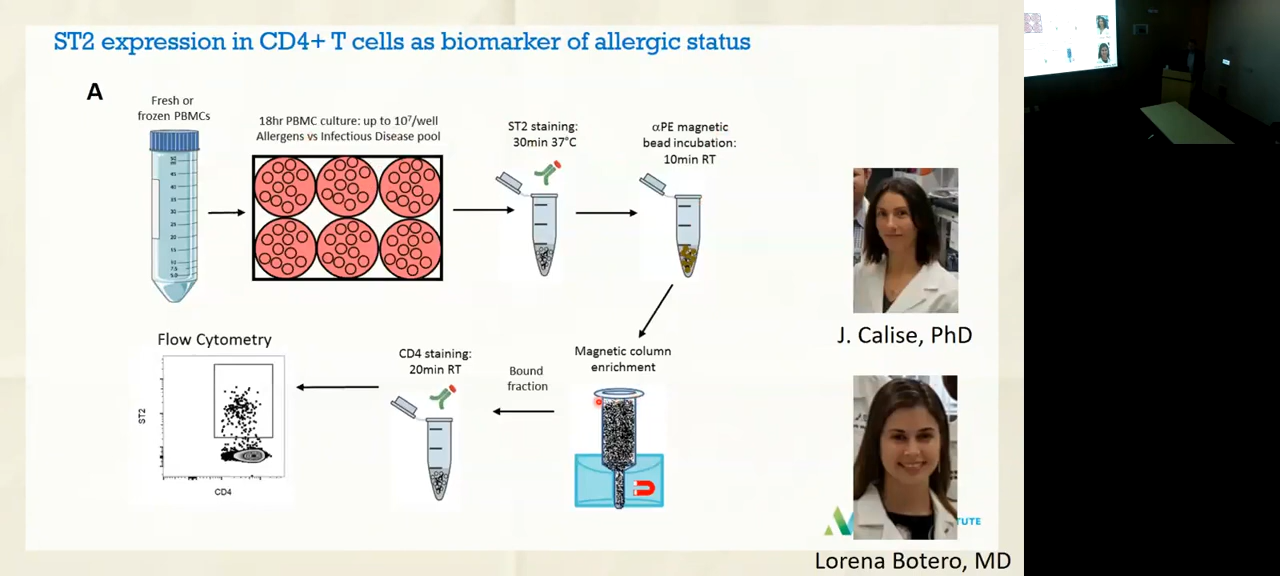 ST2 expression in CD4+ T cells as biomarker of allergic status
A
Fresh or
frozen PBMCs
18hr PBMC culture: up to 10⁷/well
Allergens vs Infectious Disease pool
ST2 staining:
30min 37°C
αPE magnetic
bead incubation:
10min RT
Flow Cytometry
ST2
CD4
CD4 staining:
20min RT
Bound
fraction
Magnetic column
enrichment
J. Calise, PhD
TUTE
Lorena Botero, MD